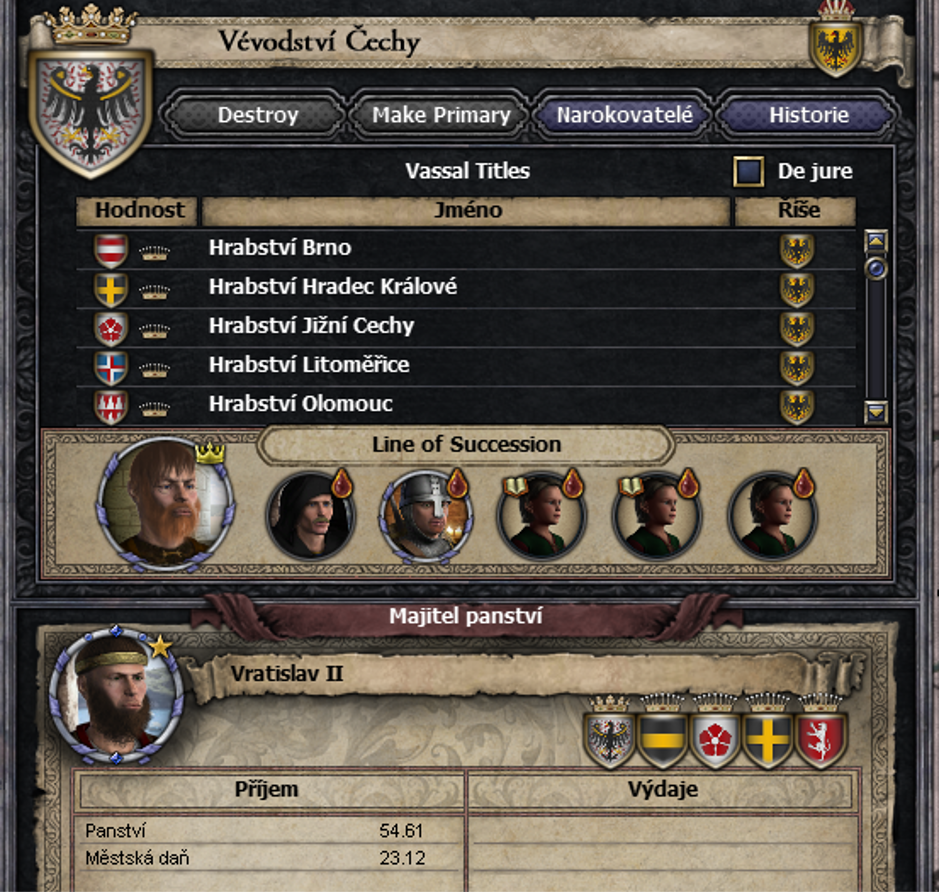 Vévodství Čechy
Destroy Make Primary Narokovatelé Historie
Vassal Titles De jure
Hodnost Jméno Říše
Hrabství Brno
Hrabství Hradec Králové
Hrabství Jižní Cechy
Hrabství Litoměřice
Hrabství Olomouc
Line of Succession
Majitel panství
Vratislav II
Příjem Výdaje
Panství 54.61
Městská daň 23.12